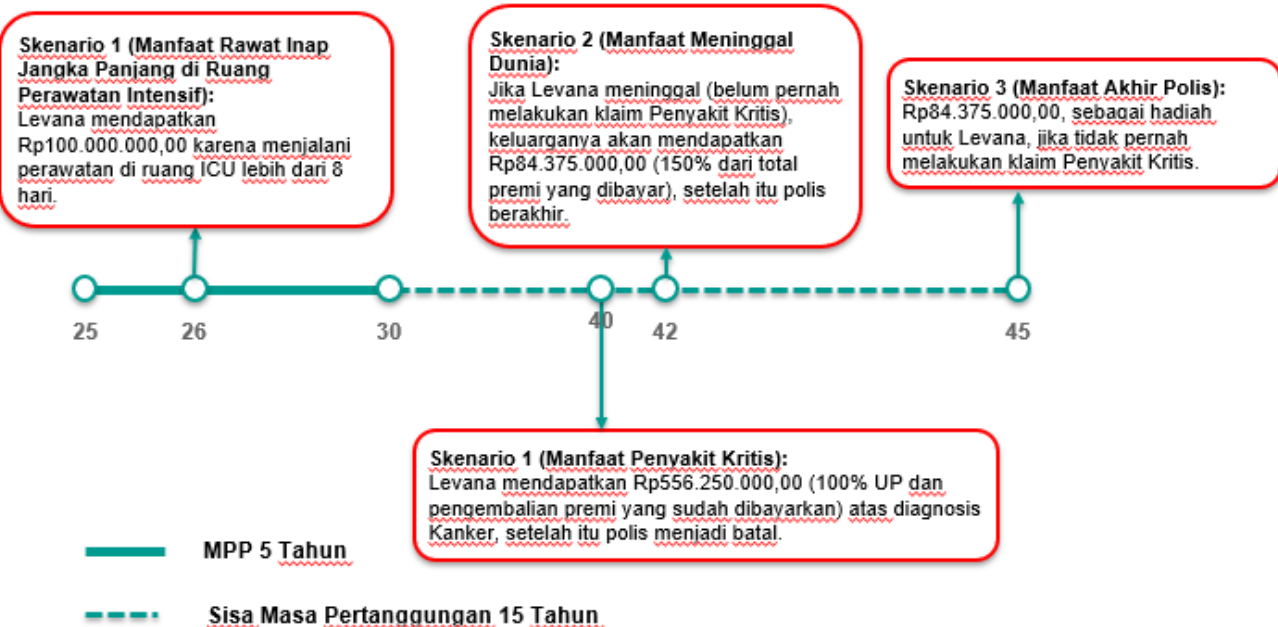 Skenario 1 (Manfaat Rawat Inap
Jangka Panjang di Ruang
Perawatan Intensif):
Levana mendapatkan
Rp100.000.000,00 karena menjalani
perawatan di ruang ICU lebih dari 8
hari.
Skenario 2 (Manfaat Meninggal
Dunia):
Jika Levana meninggal (belum pernah
melakukan klaim Penyakit Kritis),
keluarganya akan mendapatkan
Rp84.375.000,00 (150% dari total
premi yang dibayar), setelah itu polis
berakhir.
Skenario 3 (Manfaat Akhir Polis):
Rp84.375.000,00, sebagai hadiah
untuk Levana, jika tidak pernah
melakukan klaim Penyakit Kritis.
25
26
30
40
42
45
Skenario 1 (Manfaat Penyakit Kritis):
Levana mendapatkan Rp556.250.000,00 (100% UP dan
pengembalian premi yang sudah dibayarkan) atas diagnosis
Kanker, setelah itu polis menjadi batal.
MPP 5 Tahun
Sisa Masa Pertanggungan 15 Tahun